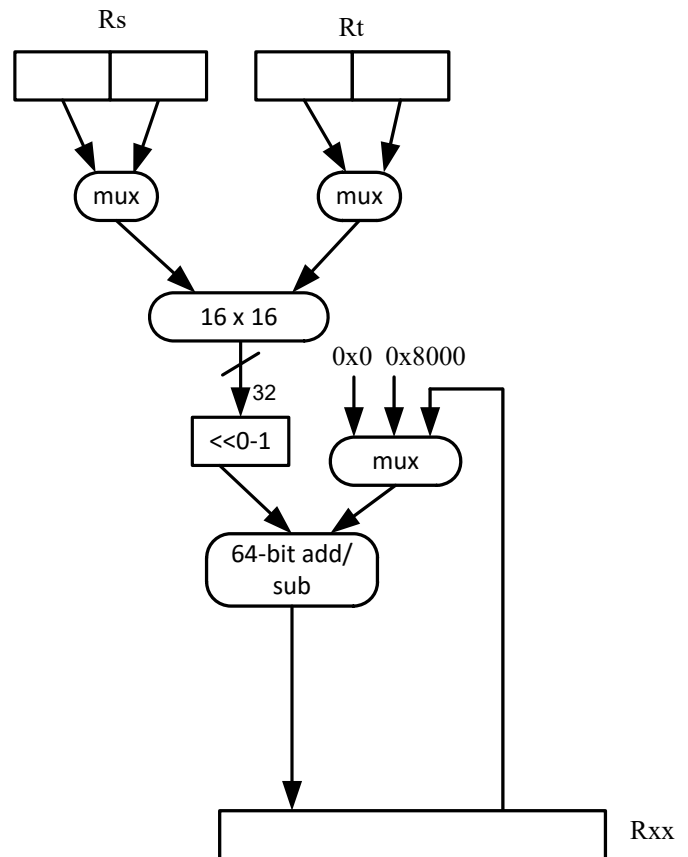 Rs
Rt
mux
mux
16 x 16
32
0x0 0x8000
<<0-1
mux
64-bit add/
sub
Rxx